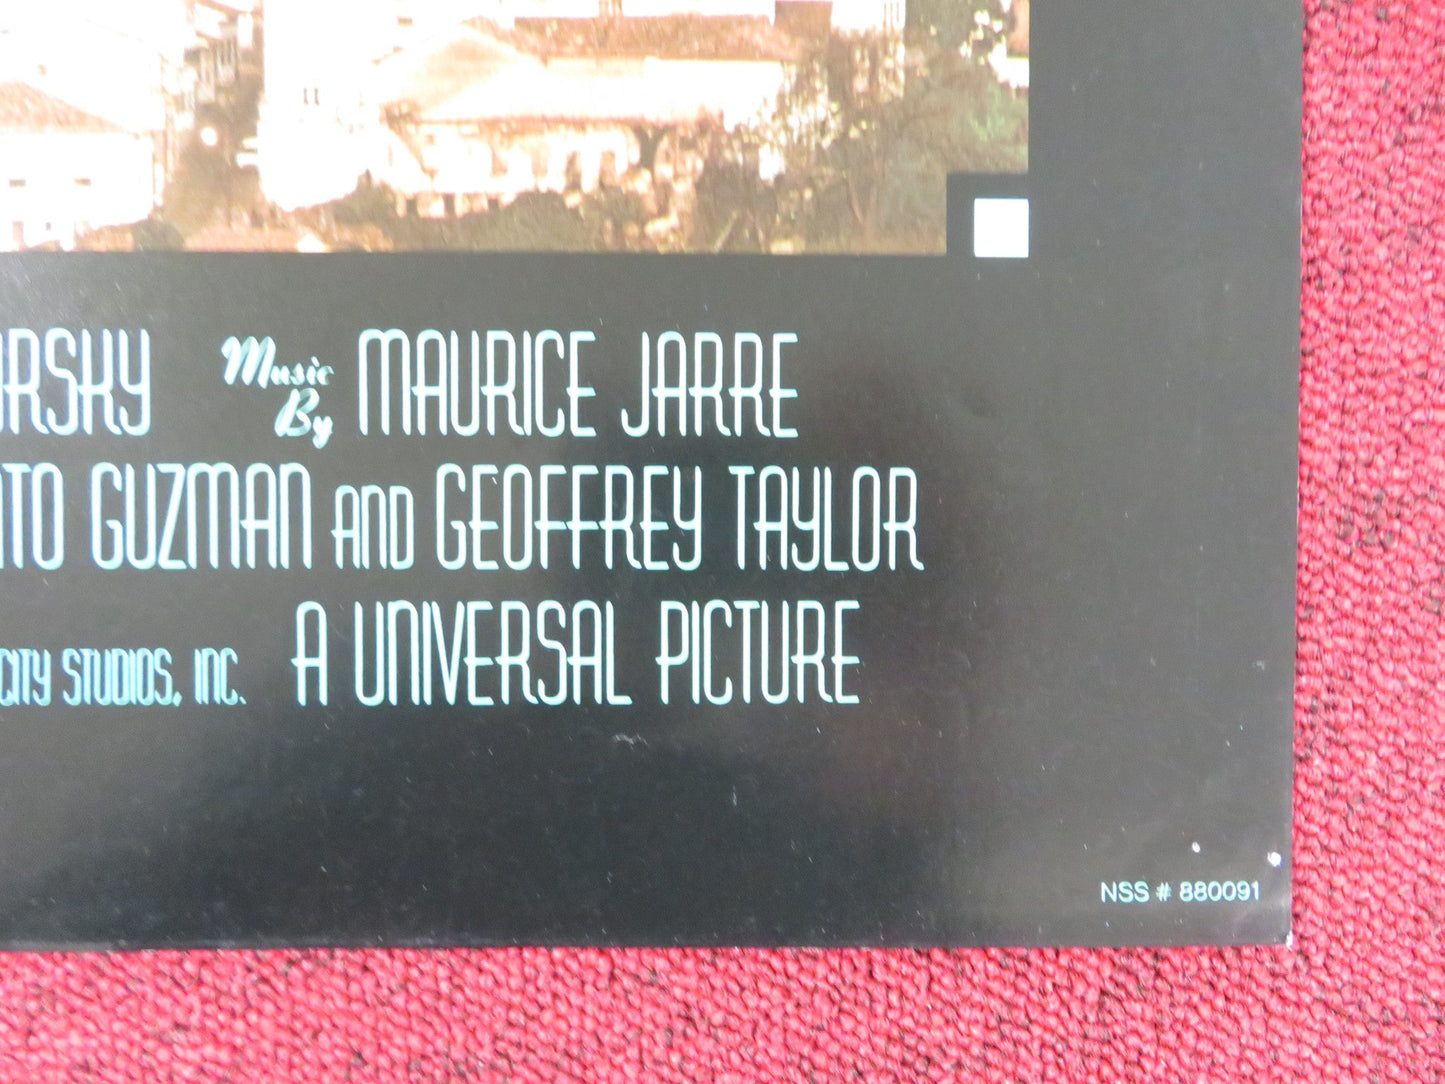 RSKY Music By MAURICE JARRE
TO GUZMAN AND GEOFFREY TAYLOR
CITY STUDIOS, INC. A UNIVERSAL PICTURE
NSS # 880091